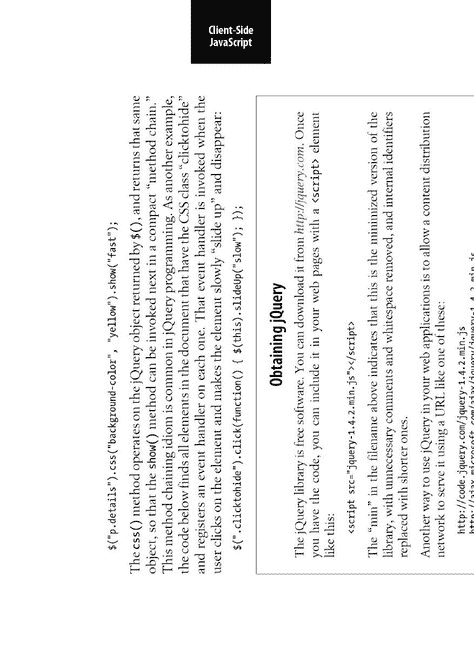 Client-Side
JavaScript
$("p.details").css("background-color", "yellow").show("fast");
The css() method operates on the jQuery object returned by $(), and returns that same
object, so that the show() method can be invoked next in a compact “method chain.”
This method chaining idiom is common in jQuery programming. As another example,
the code below finds all elements in the document that have the CSS class “clicktohide”
and registers an event handler on each one. That event handler is invoked when the
user clicks on the element and makes the element slowly “slide up” and disappear:
$(".clicktohide").click(function() { $(this).slideUp("slow"); });
Obtaining jQuery
The jQuery library is free software. You can download it from http://jquery.com. Once
you have the code, you can include it in your web pages with a <script> element
like this:
<script src="jquery-1.4.2.min.js"></script>
The “min” in the filename above indicates that this is the minimized version of the
library, with unnecessary comments and whitespace removed, and internal identifiers
replaced with shorter ones.
Another way to use jQuery in your web applications is to allow a content distribution
network to serve it using a URL like one of these:
http://code.jquery.com/jquery-1.4.2.min.js